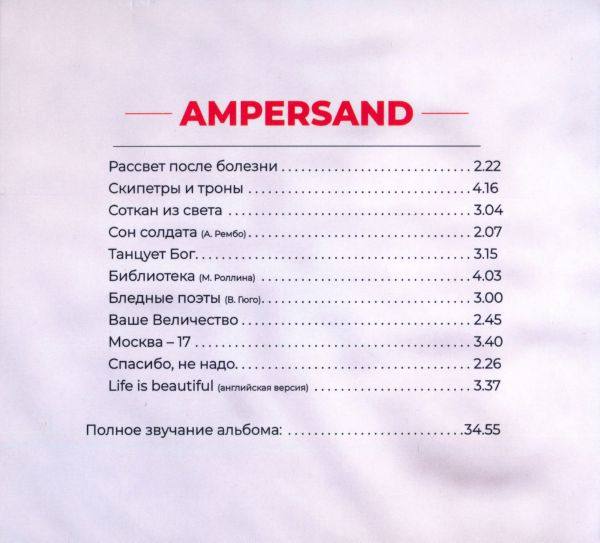 AMPERSAND
Рассвет после болезни 2.22
Скипетры и троны 4.16
Соткан из света 3.04
Сон солдата (А. Рембо) 2.07
Танцует Бог 3.15
Библиотека (М. Роллина) 4.03
Бледные поэты (В. Гюго) 3.00
Ваше Величество 2.45
Москва – 17 3.40
Спасибо, не надо 2.26
Life is beautiful (английская версия) 3.37
Полное звучание альбома: 34.55